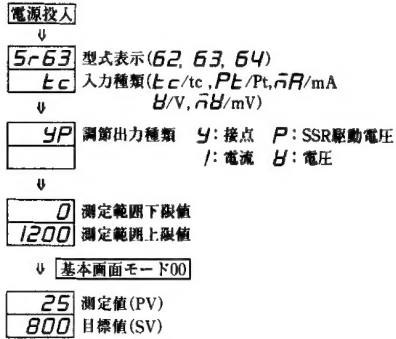 電源投入
⇩
Sr63 型式表示(62, 63, 64)
tc 入力種類(tc/tc, Pt/Pt, mA/mA
⇩ V/V, mV/mV)
YP 調節出力種類 Y:接点 P:SSR駆動電圧
I:電流 V:電圧
⇩
0 測定範囲下限値
1200 測定範囲上限値
⇩ 基本画面モード00
25 測定値(PV)
800 目標値(SV)